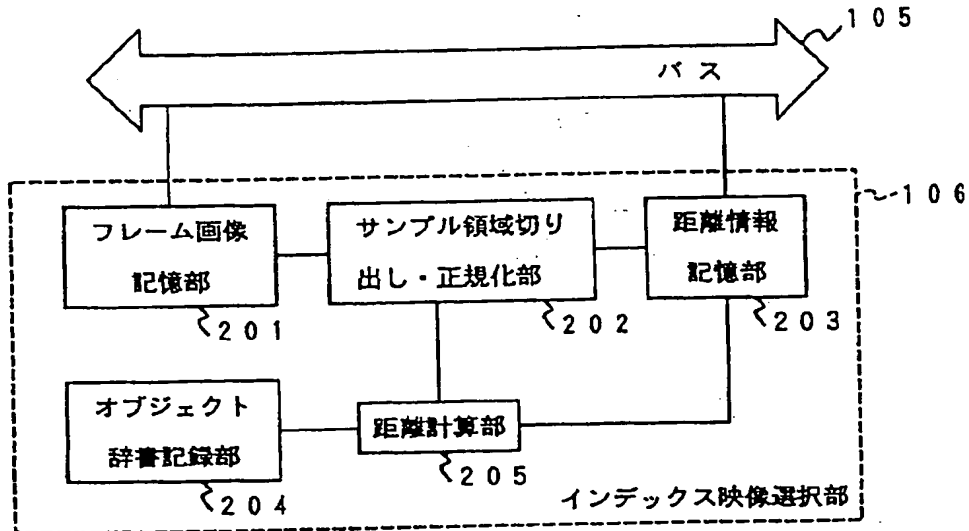 105
バス
106
フレーム画像
記憶部
201
サンプル領域切り
出し・正規化部
202
距離情報
記憶部
203
オブジェクト
辞書記録部
204
距離計算部
205
インデックス映像選択部